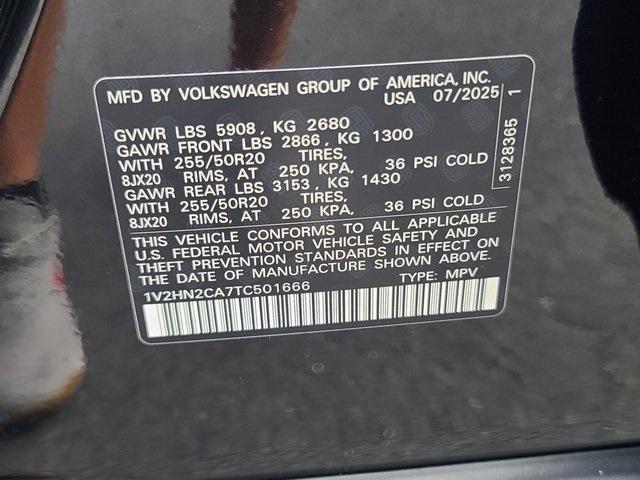 MFD BY VOLKSWAGEN GROUP OF AMERICA, INC.
USA 07/2025
GVWR LBS 5908, KG 2680
GAWR FRONT LBS 2866, KG 1300
WITH 255/50R20 TIRES,
8JX20 RIMS, AT 250 KPA, 36 PSI COLD
GAWR REAR LBS 3153, KG 1430
WITH 255/50R20 TIRES,
8JX20 RIMS, AT 250 KPA, 36 PSI COLD
THIS VEHICLE CONFORMS TO ALL APPLICABLE
U.S. FEDERAL MOTOR VEHICLE SAFETY AND
THEFT PREVENTION STANDARDS IN EFFECT ON
THE DATE OF MANUFACTURE SHOWN ABOVE.
1V2HN2CA7TC501666 TYPE: MPV
3128365 1